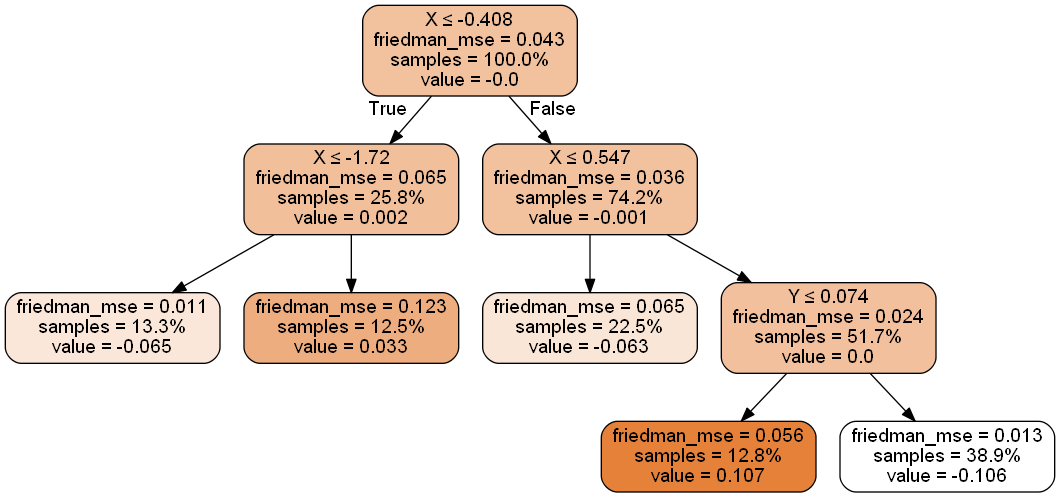 X ≤ -0.408
friedman_mse = 0.043
samples = 100.0%
value = -0.0
True
False
X ≤ -1.72
friedman_mse = 0.065
samples = 25.8%
value = 0.002
X ≤ 0.547
friedman_mse = 0.036
samples = 74.2%
value = -0.001
friedman_mse = 0.011
samples = 13.3%
value = -0.065
friedman_mse = 0.123
samples = 12.5%
value = 0.033
friedman_mse = 0.065
samples = 22.5%
value = -0.063
Y ≤ 0.074
friedman_mse = 0.024
samples = 51.7%
value = 0.0
friedman_mse = 0.056
samples = 12.8%
value = 0.107
friedman_mse = 0.013
samples = 38.9%
value = -0.106